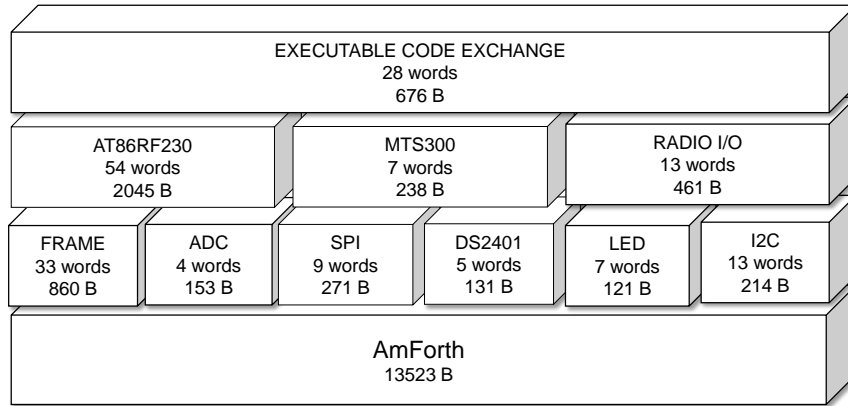 EXECUTABLE CODE EXCHANGE
28 words
676 B
AT86RF230
54 words
2045 B
MTS300
7 words
238 B
RADIO I/O
13 words
461 B
FRAME
33 words
860 B
ADC
4 words
153 B
SPI
9 words
271 B
DS2401
5 words
131 B
LED
7 words
121 B
I2C
13 words
214 B
AmForth
13523 B